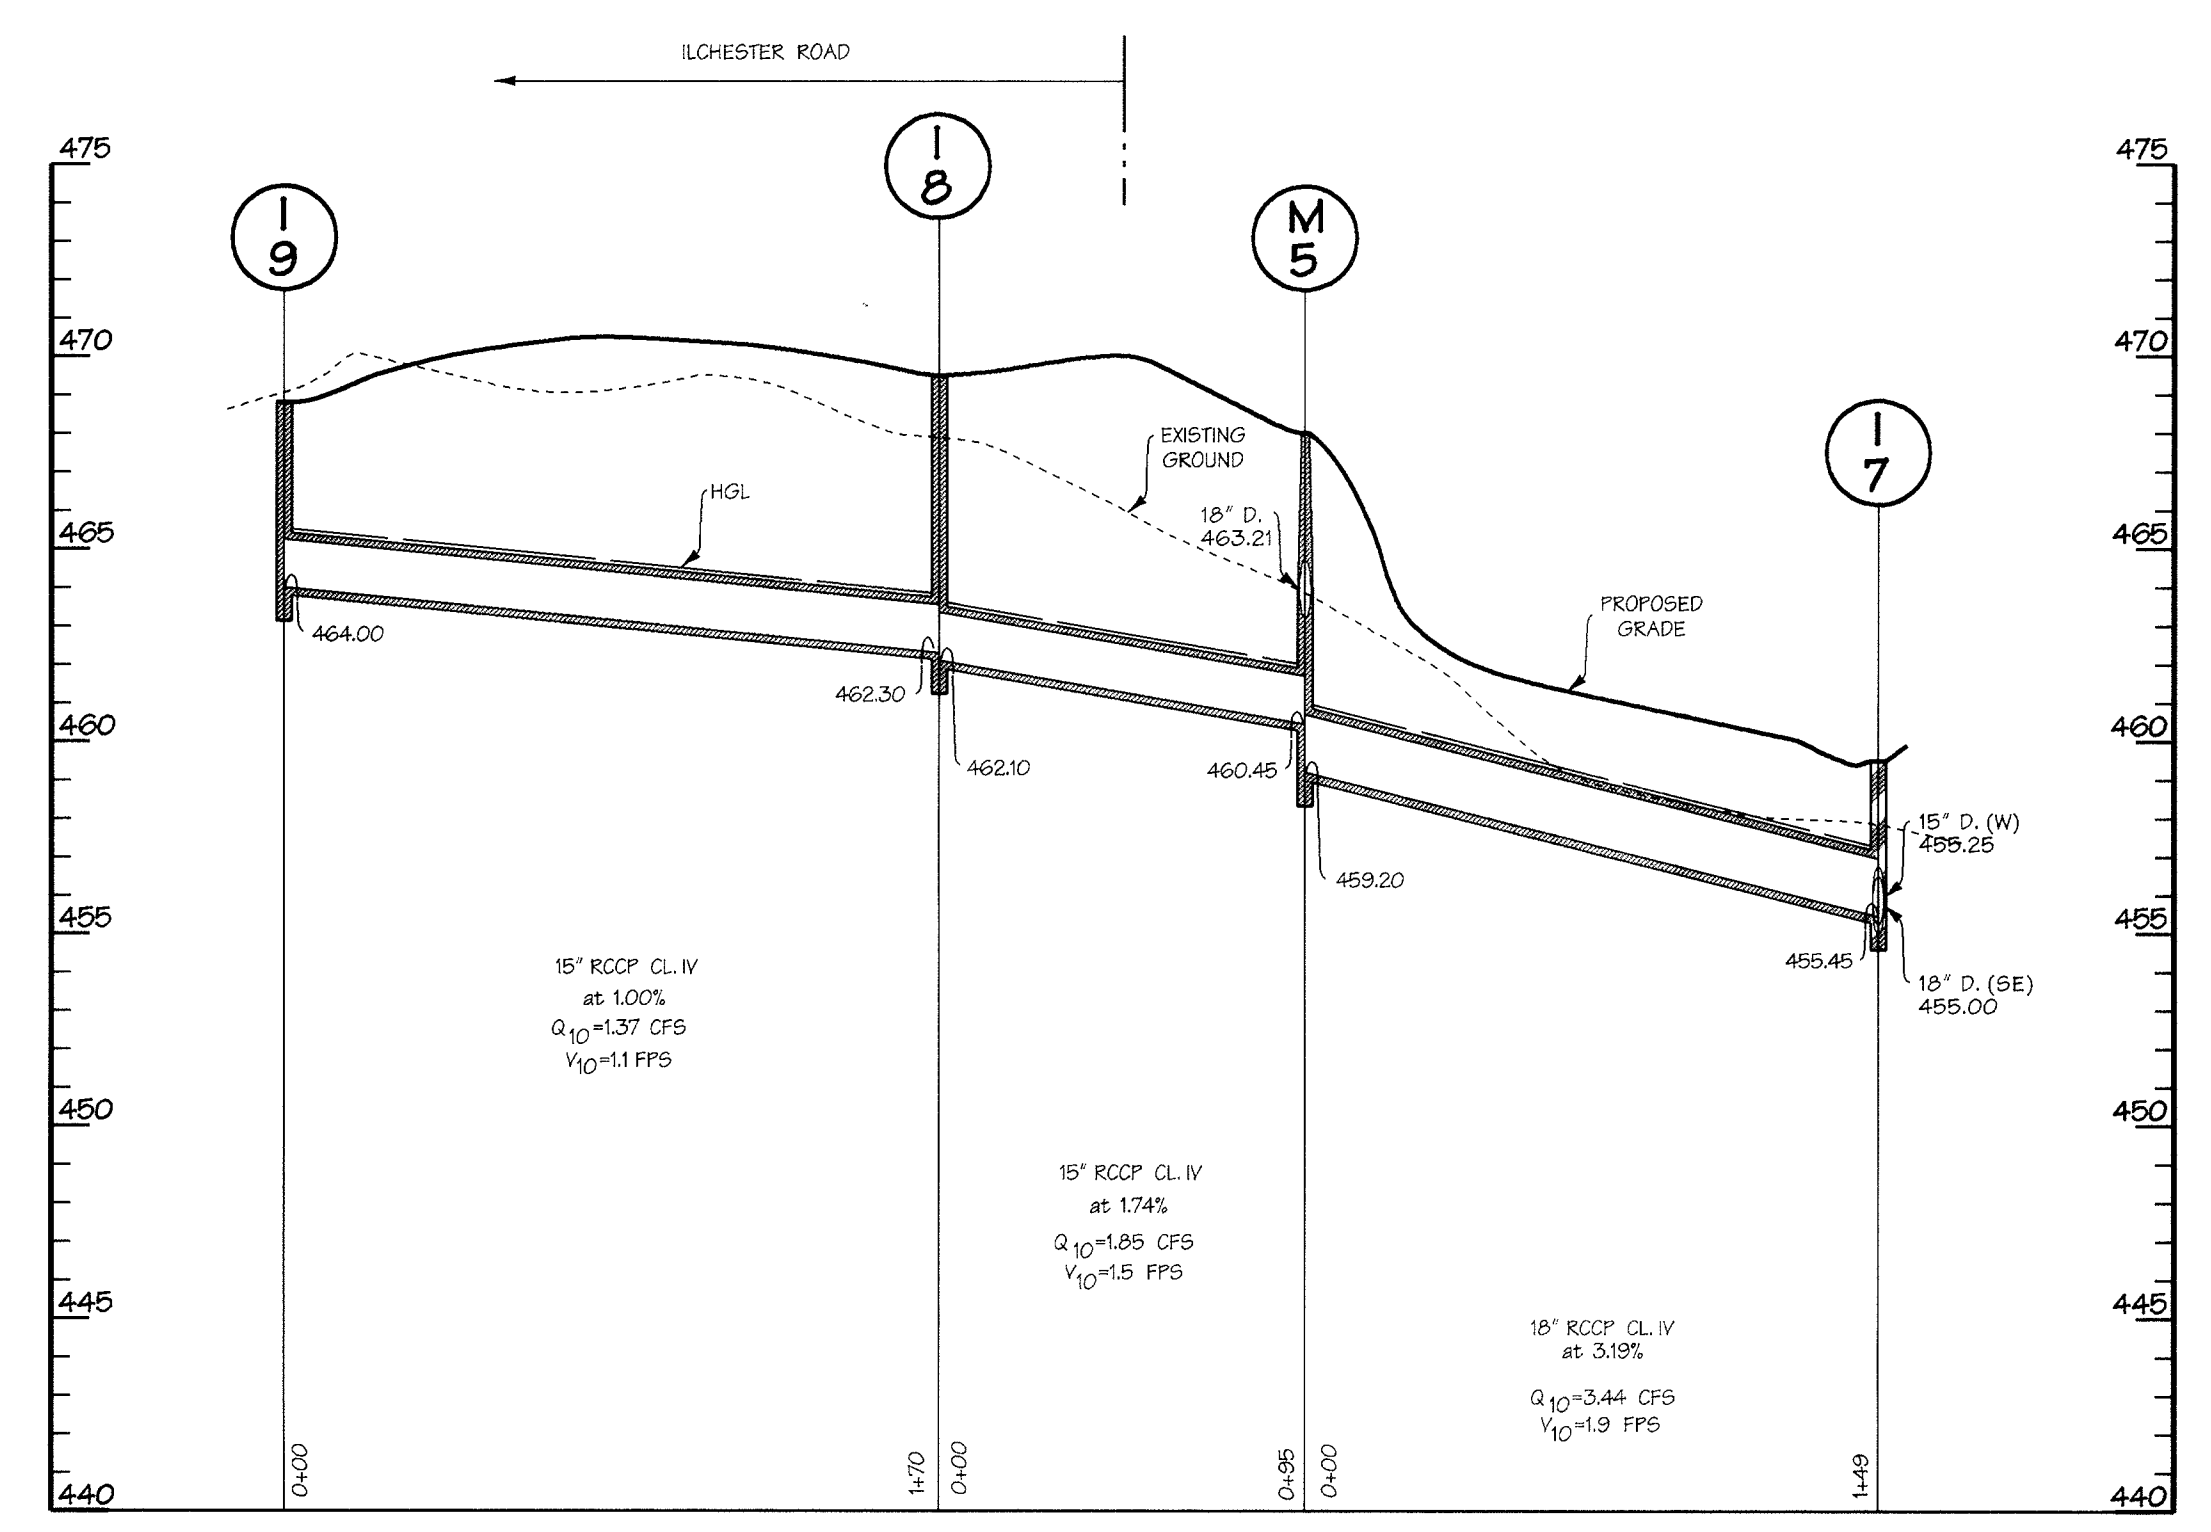 ILCHESTER ROAD
I
8
I
9
M
5
I
7
475
470
465
460
455
450
445
440
475
470
465
460
455
450
445
440
HGL
EXISTING
GROUND
18" D.
463.21
PROPOSED
GRADE
464.00
462.30
462.10
460.45
459.20
455.45
15" D. (W)
455.25
18" D. (SE)
455.00
15" RCCP CL. IV
at 1.00%
Q10=1.37 CFS
V10=1.1 FPS
15" RCCP CL. IV
at 1.74%
Q10=1.85 CFS
V10=1.5 FPS
18" RCCP CL. IV
at 3.19%
Q10=3.44 CFS
V10=1.9 FPS
0+00
1+70
0+00
0+95
0+00
1+49